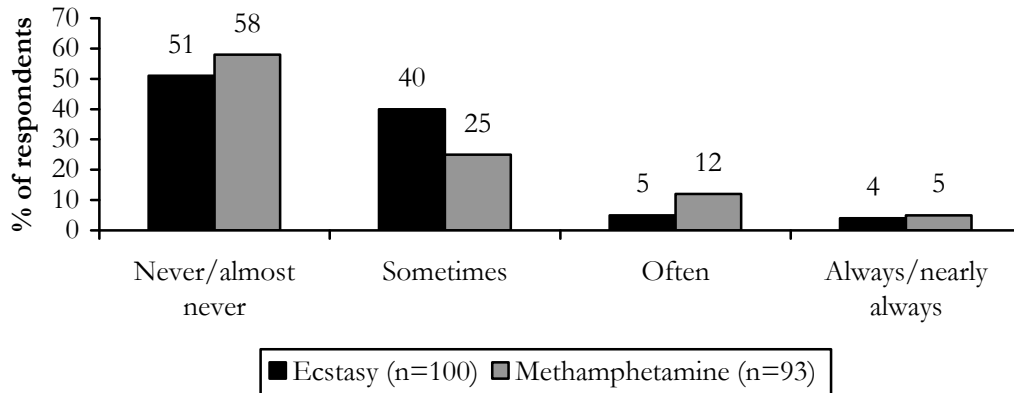 % of respondents
70
60
50
40
30
20
10
0
51
58
40
25
5
12
4
5
Never/almost
never
Sometimes
Often
Always/nearly
always
Ecstasy (n=100)
Methamphetamine (n=93)